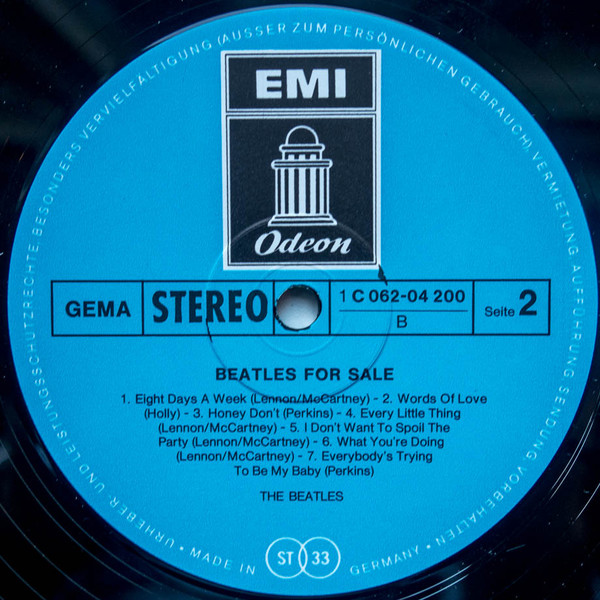 URHEBER- UND LEISTUNGSSCHUTZRECHTE, BESONDERS VERVIELFÄLTIGUNG (AUSSER ZUM PERSÖNLICHEN GEBRAUCH), VERMIETUNG, AUFFÜHRUNG, SENDUNG VORBEHALTEN •
EMI
Odeon
GEMA
STEREO
1 C 062-04 200
B
Seite 2
BEATLES FOR SALE
1. Eight Days A Week (Lennon/McCartney) - 2. Words Of Love
(Holly) - 3. Honey Don't (Perkins) - 4. Every Little Thing
(Lennon/McCartney) - 5. I Don't Want To Spoil The
Party (Lennon/McCartney) - 6. What You're Doing
(Lennon/McCartney) - 7. Everybody's Trying
To Be My Baby (Perkins)
THE BEATLES
• MADE IN
ST 33
GERMANY •